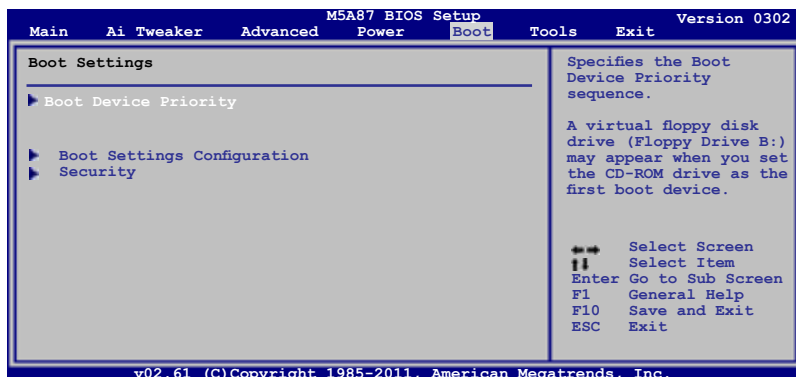 M5A87 BIOS Setup Version 0302
Main Ai Tweaker Advanced Power Boot Tools Exit
Boot Settings
Boot Device Priority
Boot Settings Configuration
Security
Specifies the Boot
Device Priority
sequence.
A virtual floppy disk
drive (Floppy Drive B:)
may appear when you set
the CD-ROM drive as the
first boot device.
Select Screen
Select Item
Enter Go to Sub Screen
F1 General Help
F10 Save and Exit
ESC Exit
v02.61 (C)Copyright 1985-2011, American Megatrends, Inc.